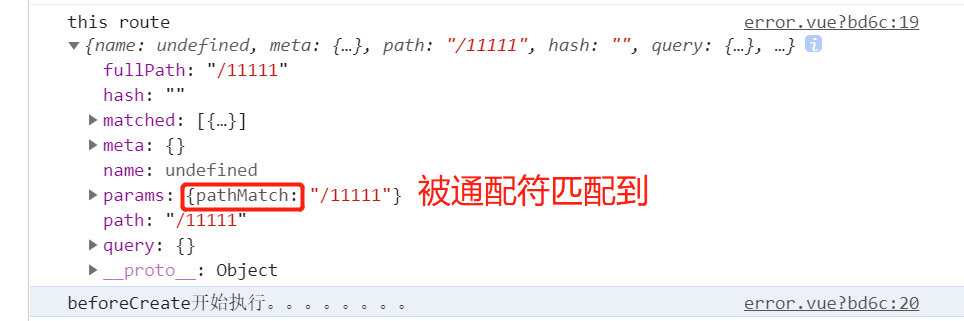 this route error.vue?bd6c:19
▼{name: undefined, meta: {…}, path: "/11111", hash: "", query: {…}, …} i
fullPath: "/11111"
hash: ""
▶matched: [{…}]
▶meta: {}
name: undefined
▶params: {pathMatch: "/11111"} 被通配符匹配到
path: "/11111"
▶query: {}
▶__proto__: Object
beforeCreate开始执行。。。。。。。。 error.vue?bd6c:20